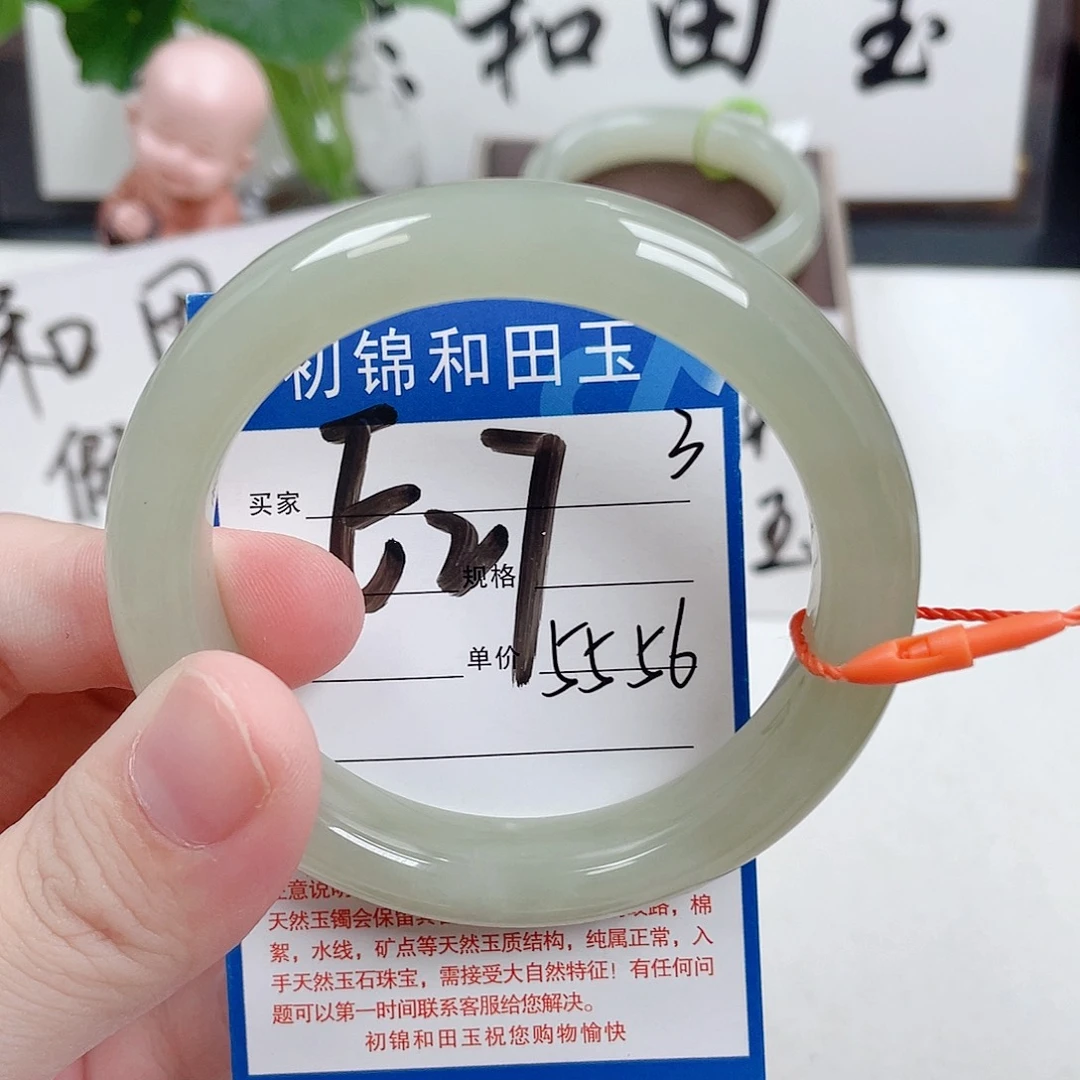 和田玉
和田
初锦和田玉
3
买家
规格
单价 5556
玉
天然玉镯会保留
路，棉
絮，水线，矿点等天然玉质结构，纯属正常，入
手天然玉石珠宝，需接受大自然特征！有任何问
题可以第一时间联系客服给您解决。
初锦和田玉祝您购物愉快